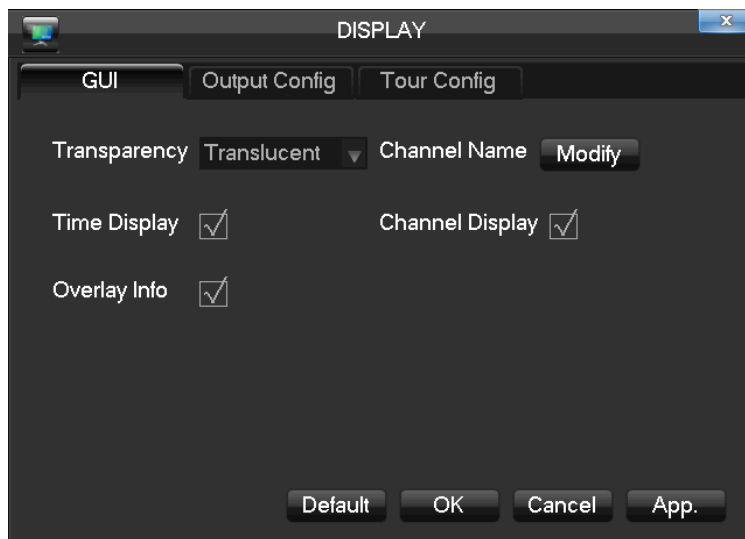 DISPLAY
GUI Output Config Tour Config
Transparency Translucent Channel Name Modify
Time Display Channel Display
Overlay Info
Default OK Cancel App.